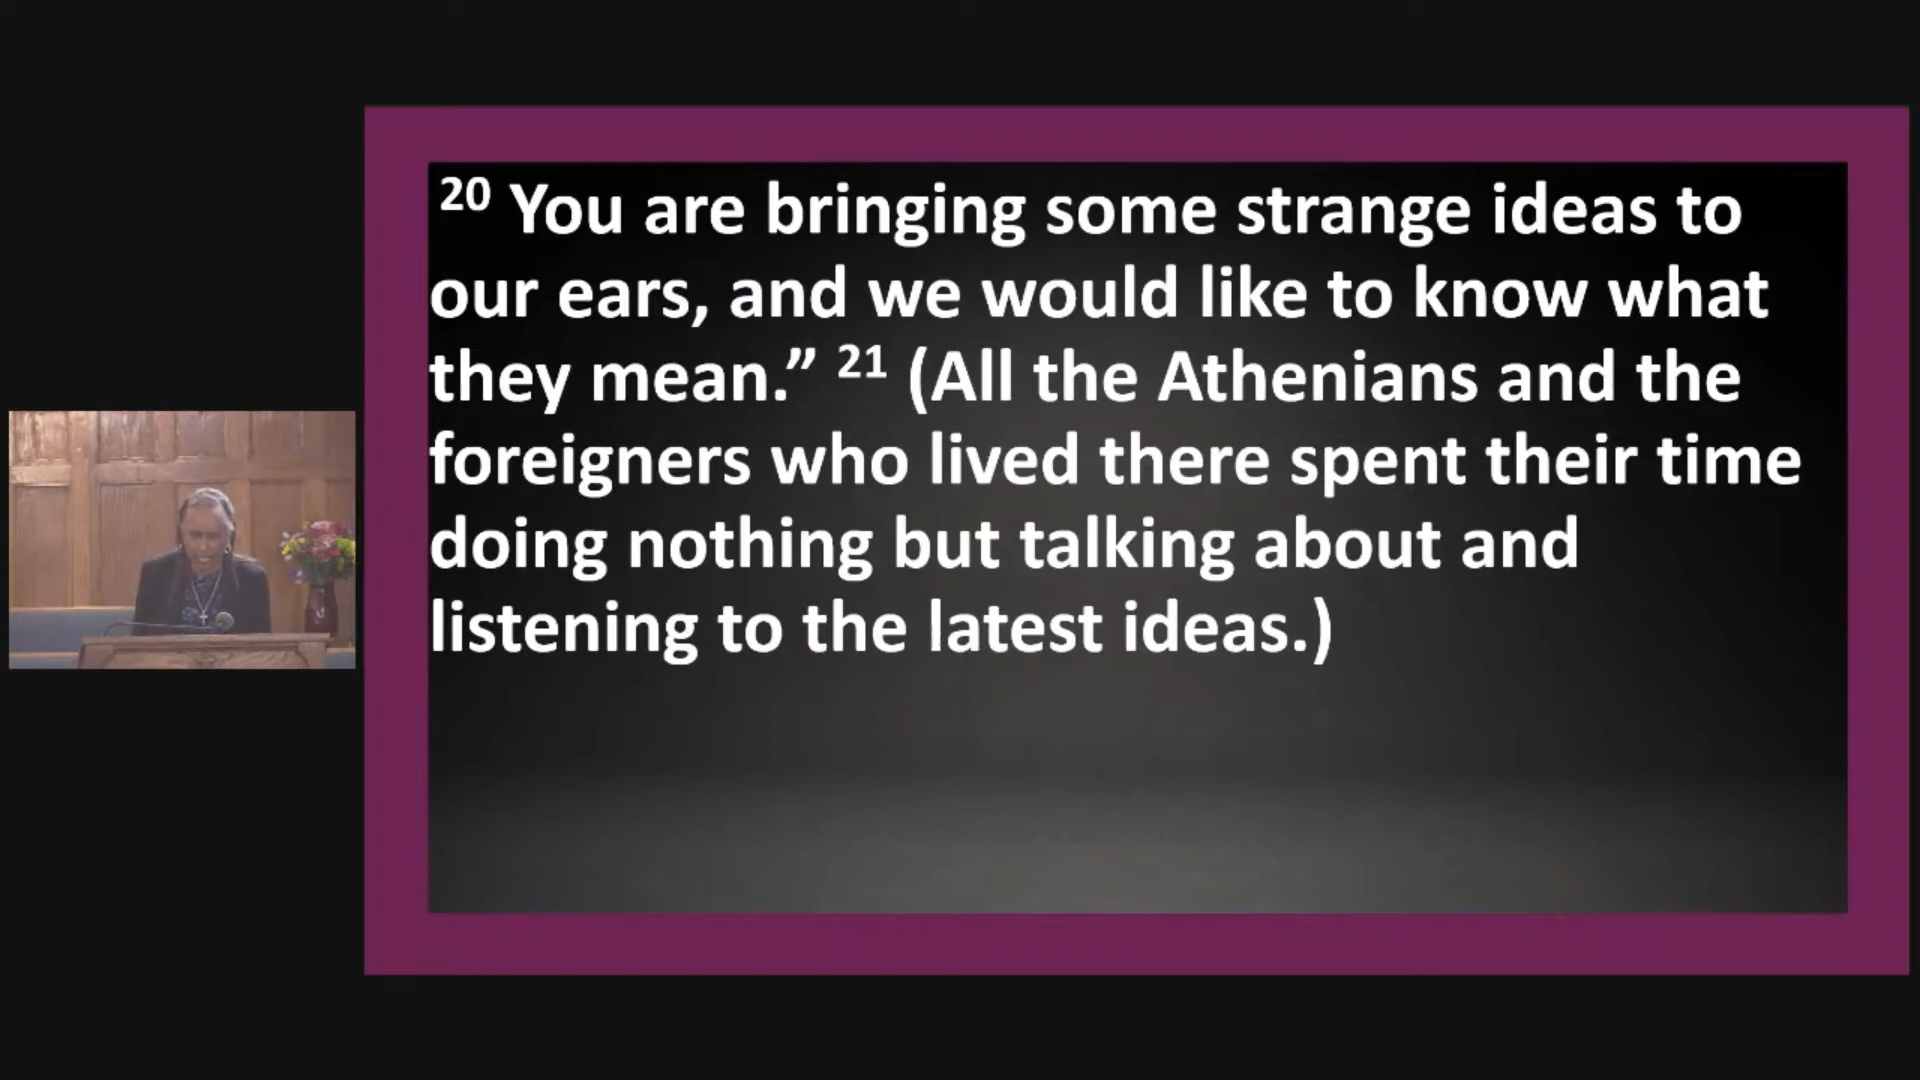 20 You are bringing some strange ideas to
our ears, and we would like to know what
they mean.” 21 (All the Athenians and the
foreigners who lived there spent their time
doing nothing but talking about and
listening to the latest ideas.)